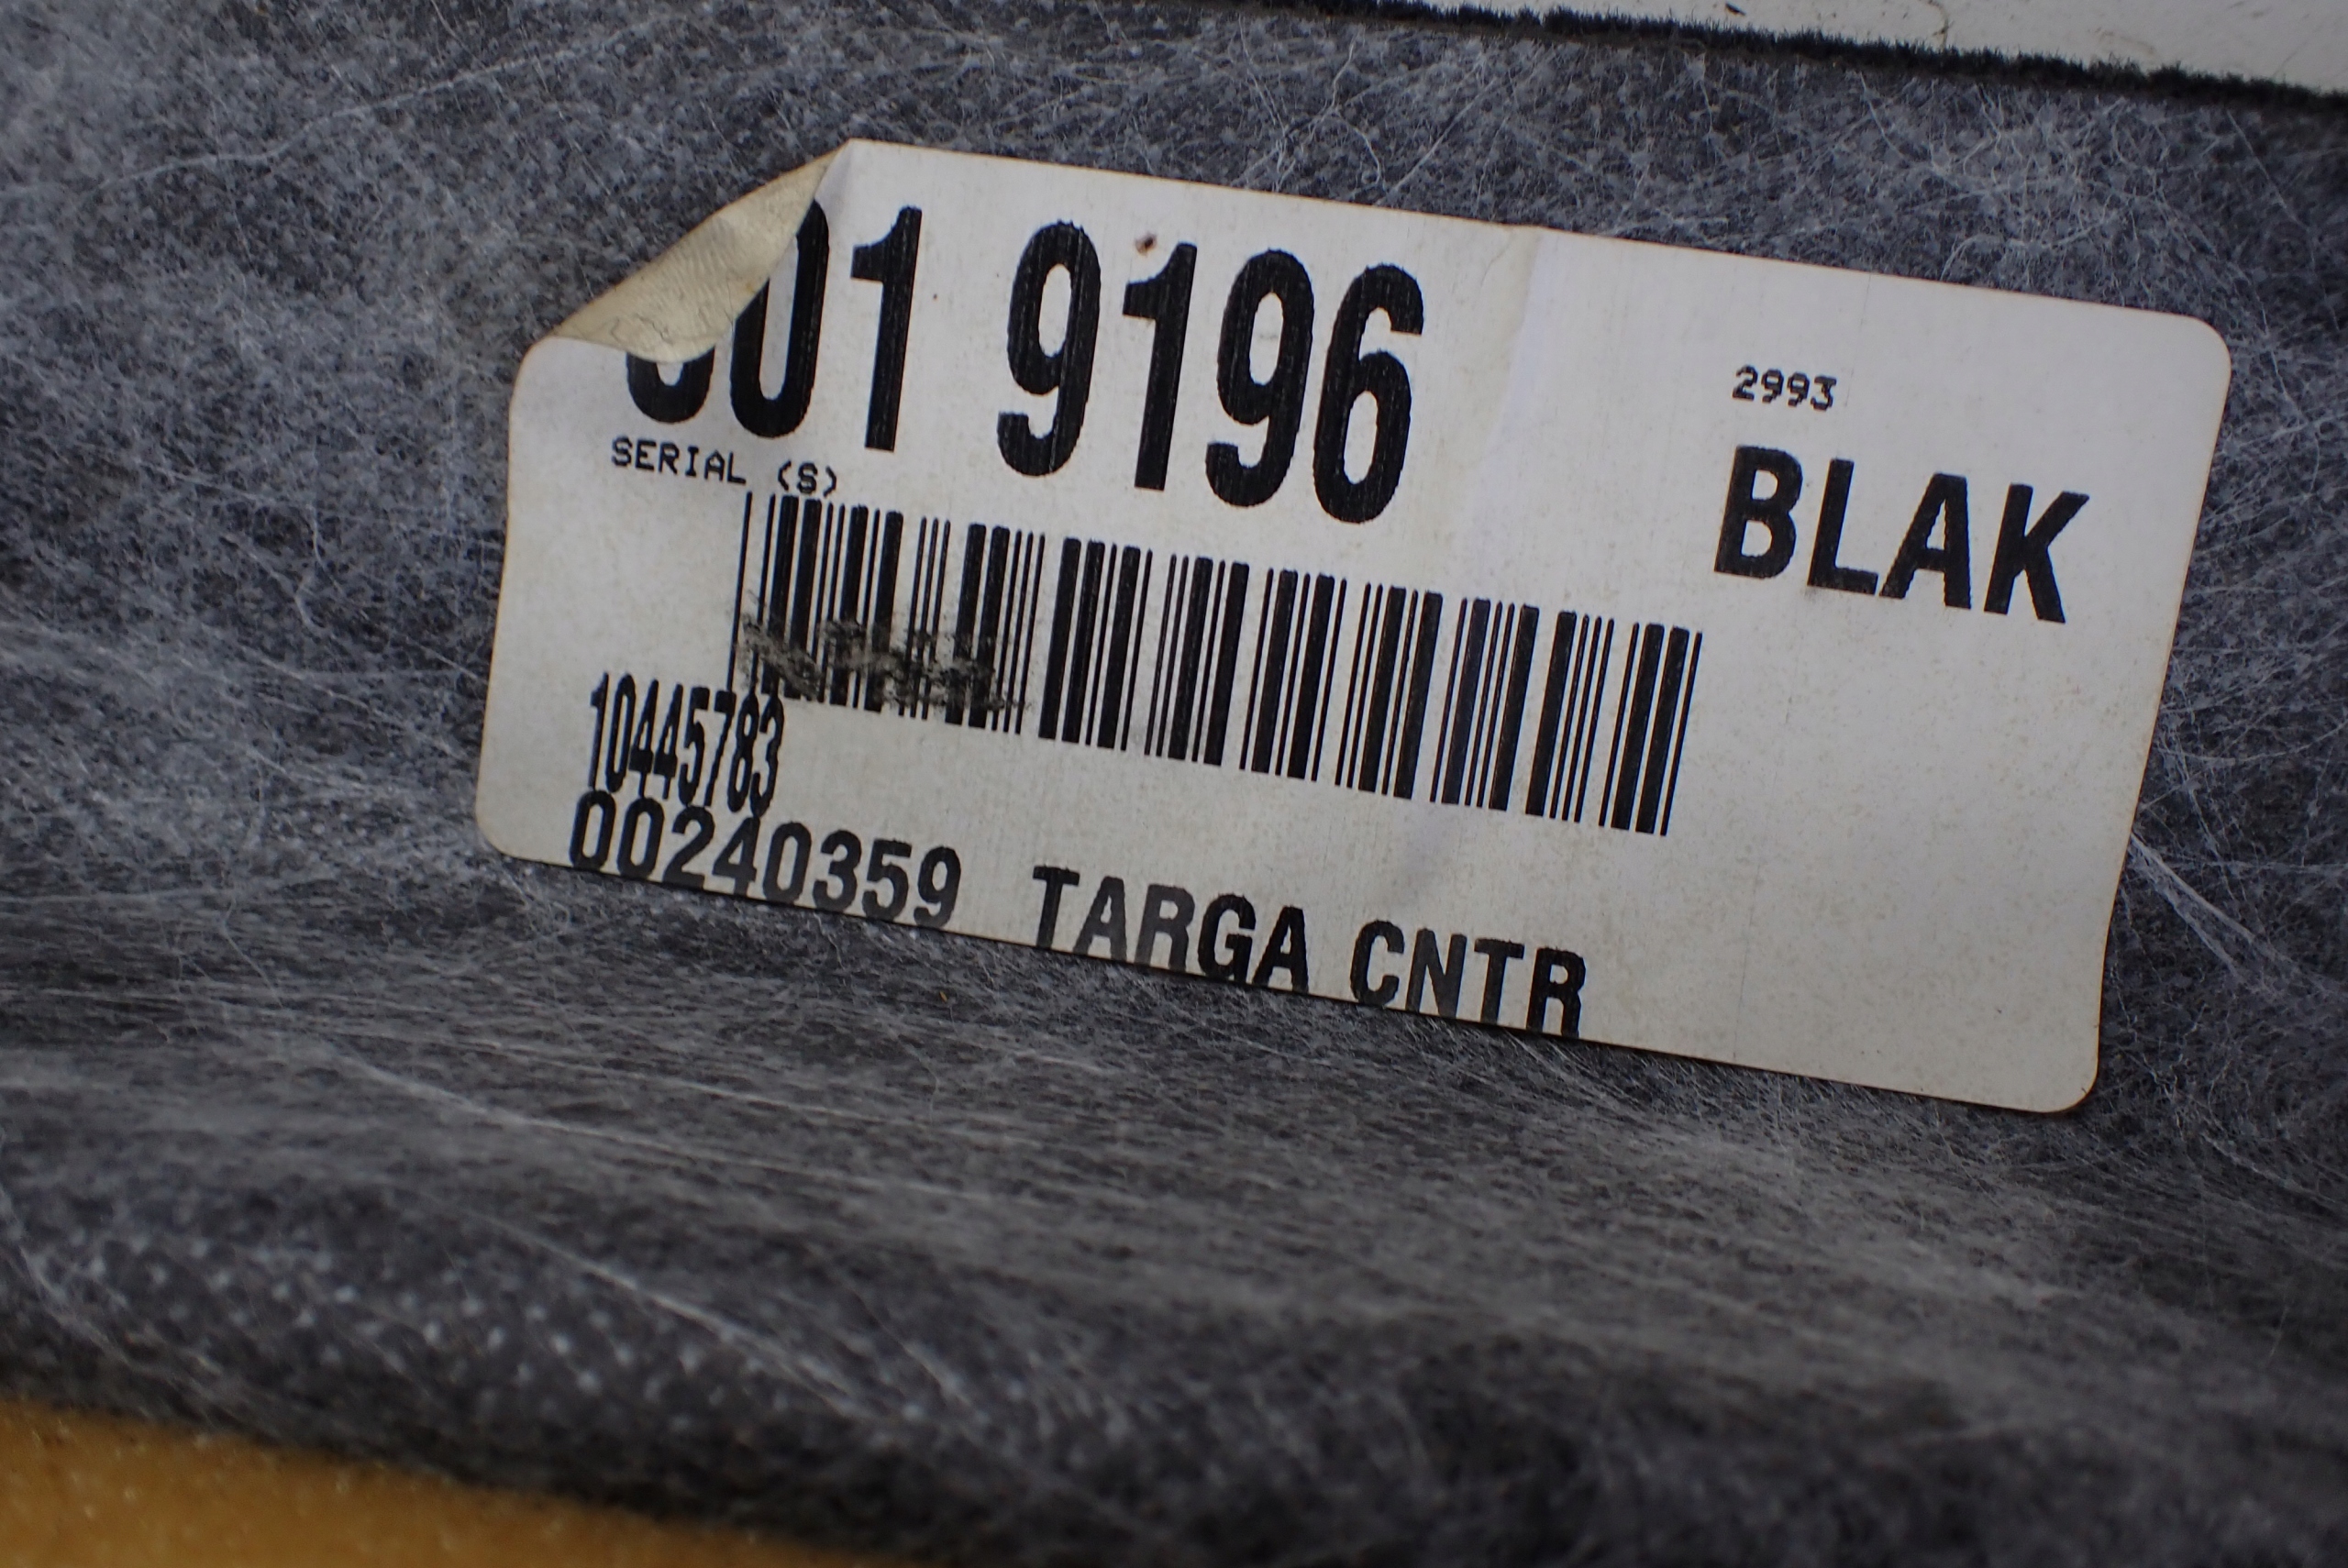 01 9196
2993
BLAK
SERIAL (S)
10445783
00240359 TARGA CNTR